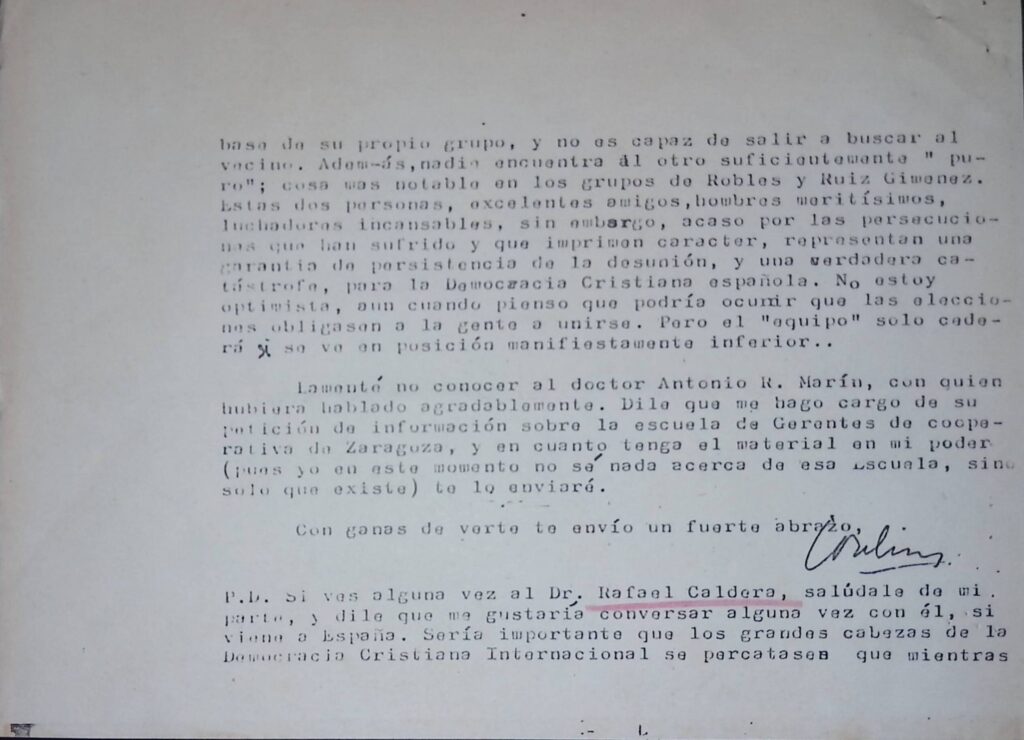 base de su propio grupo, y no es capaz de salir a buscar al
vecino. Adem-ás,nadie encuentra ál otro suficientemente " pu-
ro"; cosa mas notable en los grupos de Robles y Ruiz Gimenez.
Estas dos personas, excelentes amigos,hombres meritísimos,
luchadores incansables, sin embargo, acaso por las persecucio-
nes que han sufrido y que imprimen caracter, representan una
garantia de persistencia de la desunión, y una verdadera ca-
tástrofe, para la Democracia Cristiana española. No estoy
optimista, aun cuando pienso que podría ocurrir que las eleccio-
nes obligasen a la gente a unirse. Pero el "equipo" solo cede-
rá si se ve en posición manifiestamente inferior..
Lamenté no conocer al doctor Antonio R. Marín, con quien
hubiera hablado agradablemente. Dile que me hago cargo de su
petición de información sobre la escuela de Gerentes de coope-
rativa de Zaragoza, y en cuanto tenga el material en mi poder
(pues yo en este momento no sé nada acerca de esa Escuela, sino
solo que existe) te lo enviaré.
Con ganas de verte te envío un fuerte abrazo,
P.D. Si ves alguna vez al Dr. Rafael Caldera, salúdale de mi
parte, y dile que me gustaría conversar alguna vez con él, si
viene a España. Sería importante que los grandes cabezas de la
Democracia Cristiana Internacional se percatasen que mientras